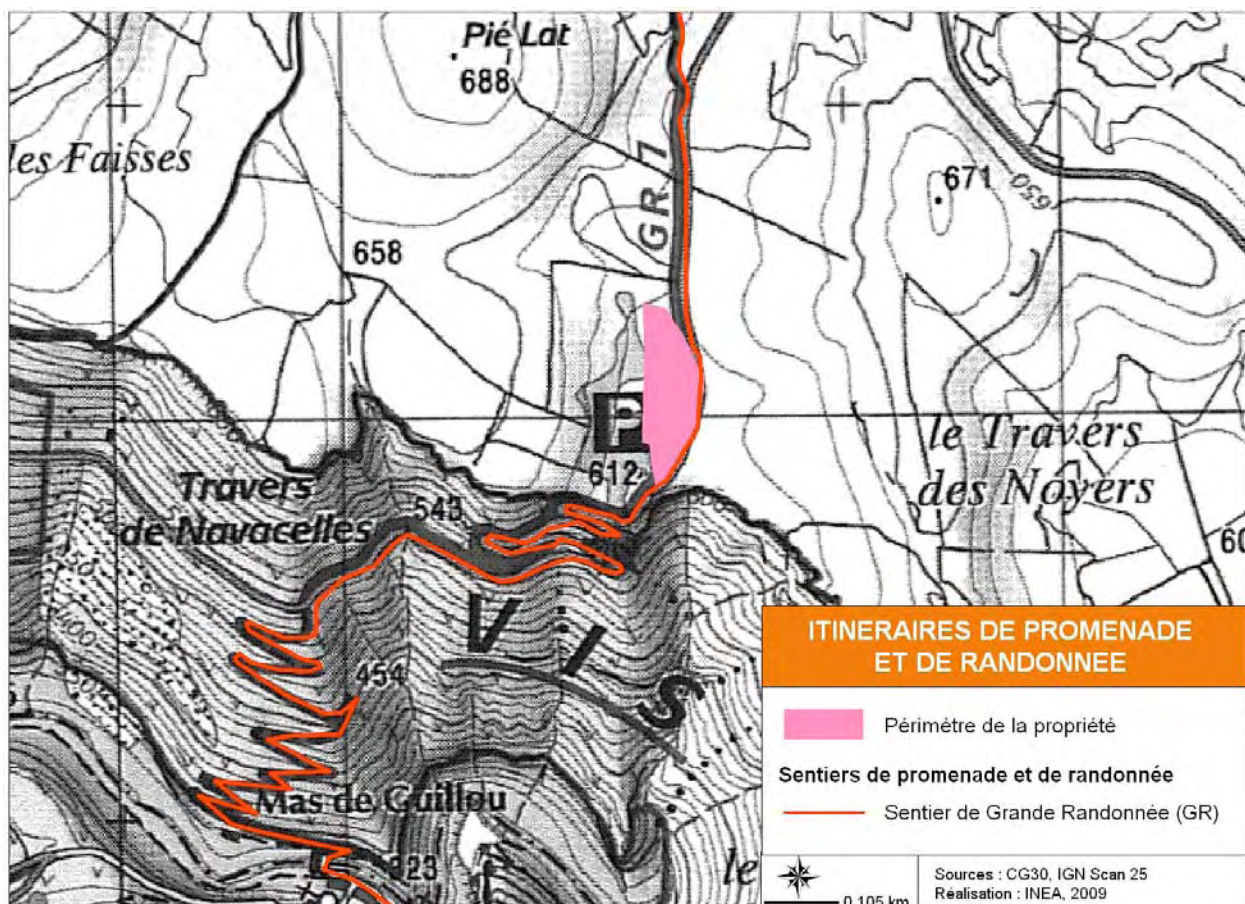 Pié Lat
688
les Faisses
GR 7
671
650
658
P
612
le Travers
des Noyers
Travers
de Navacelles
543
60
400
V I S
454
Mas de Guillou
323
le
ITINERAIRES DE PROMENADE
ET DE RANDONNEE
Périmètre de la propriété
Sentiers de promenade et de randonnée
Sentier de Grande Randonnée (GR)
0.105 km
Sources : CG30, IGN Scan 25
Réalisation : INEA, 2009